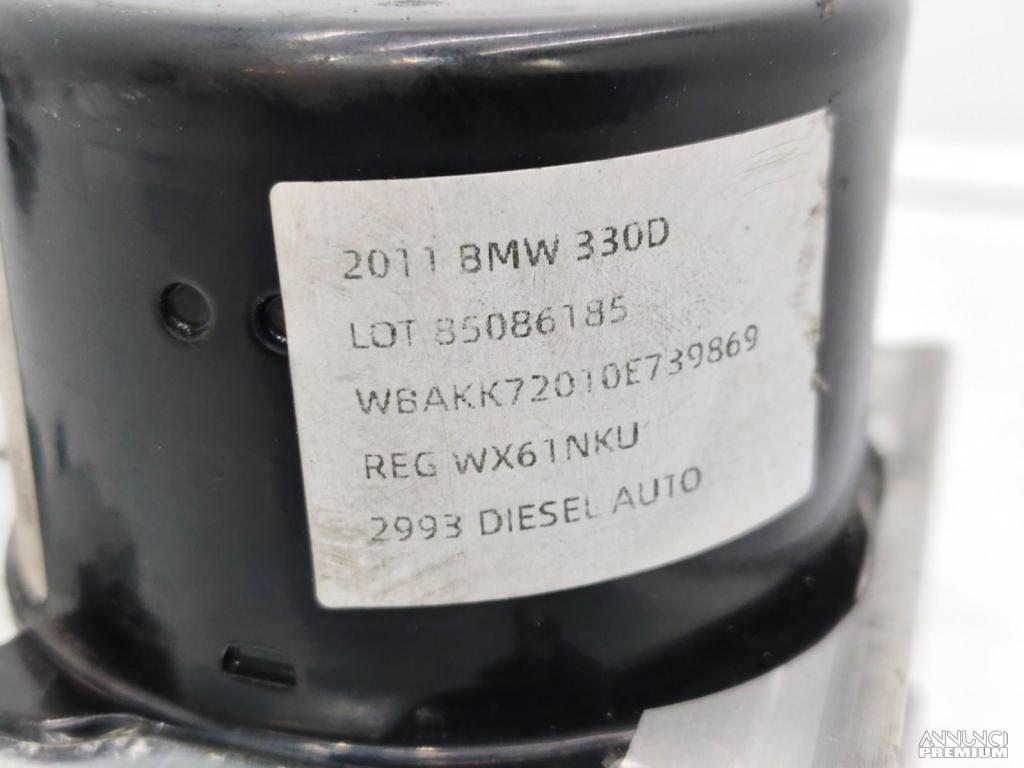 2011 BMW 330D
LOT 85086185
WBAKK72010E739869
REG WX61NKU
2993 DIESEL AUTO
ANNUNCI
PREMIUM